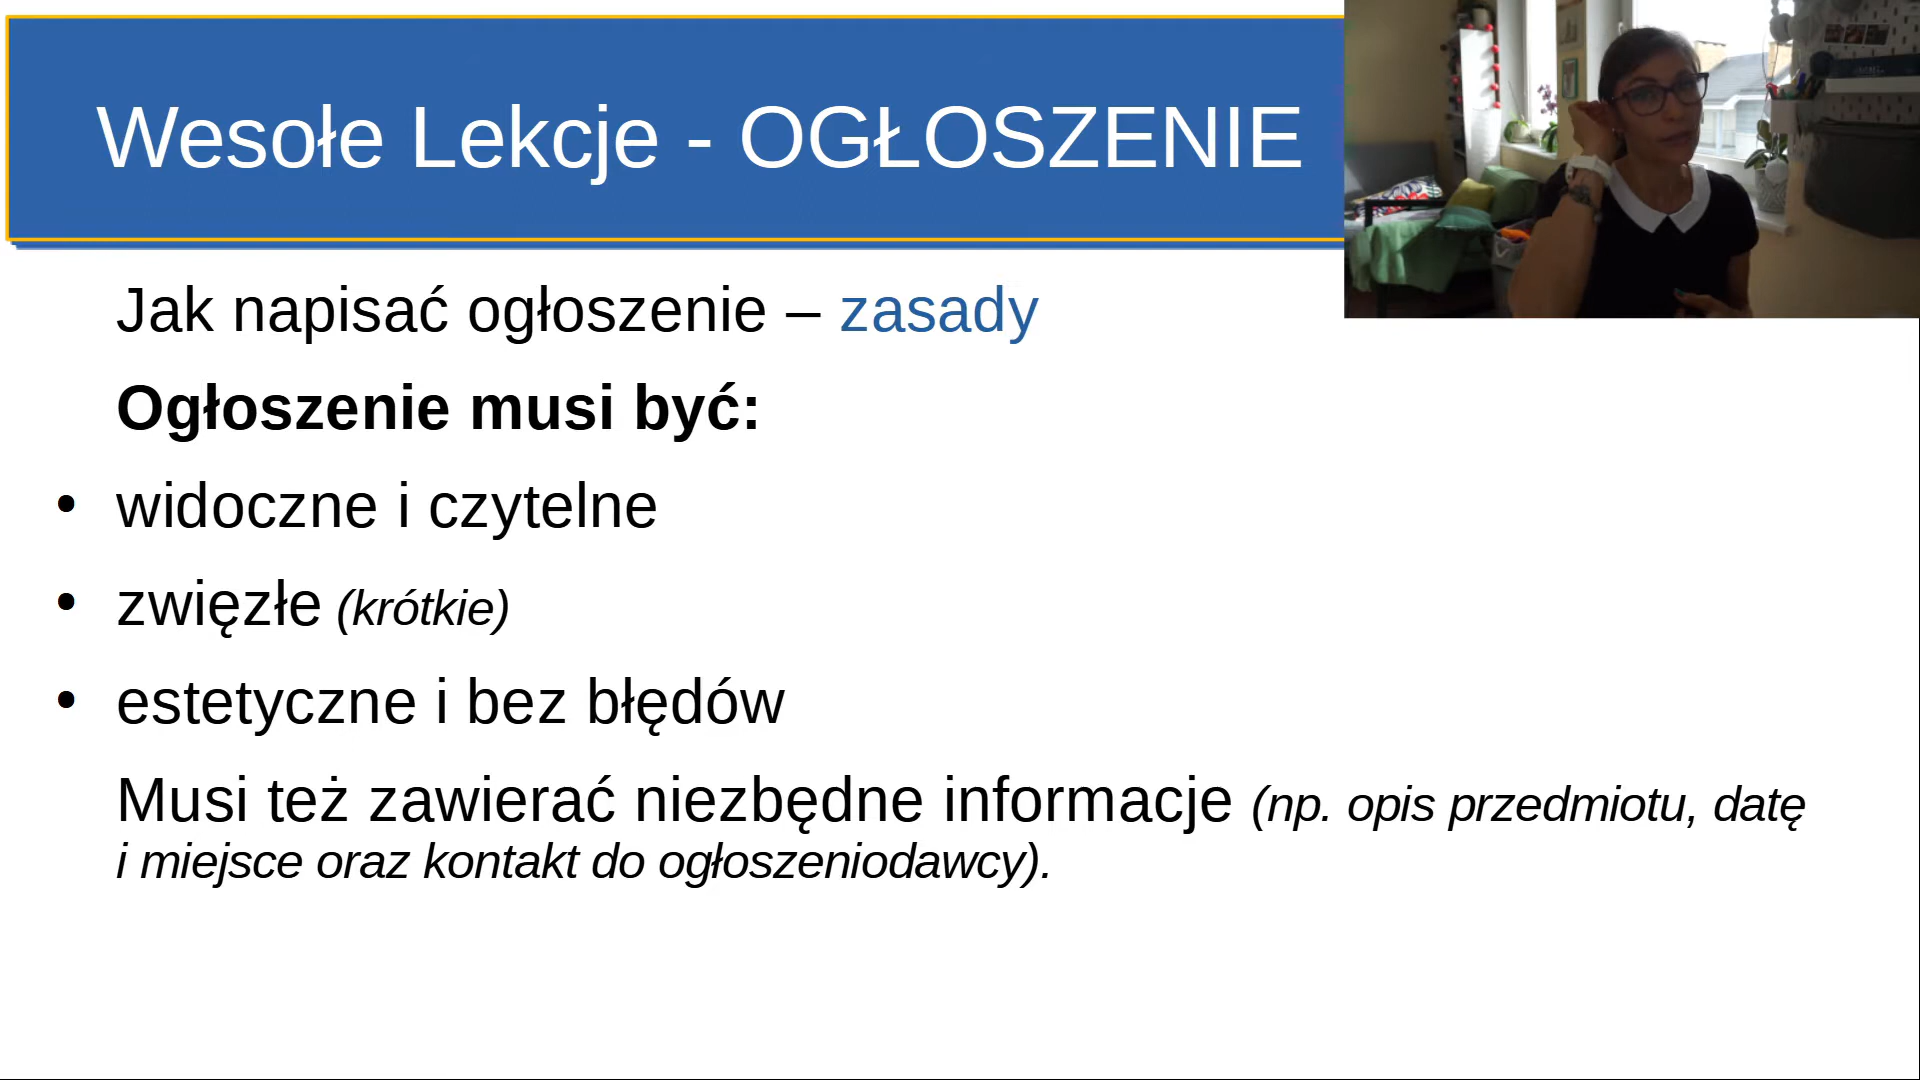 Wesołe Lekcje - OGŁOSZENIE
Jak napisać ogłoszenie – zasady
Ogłoszenie musi być:
• widoczne i czytelne
• zwięzłe (krótkie)
• estetyczne i bez błędów
Musi też zawierać niezbędne informacje (np. opis przedmiotu, datę
i miejsce oraz kontakt do ogłoszeniodawcy).